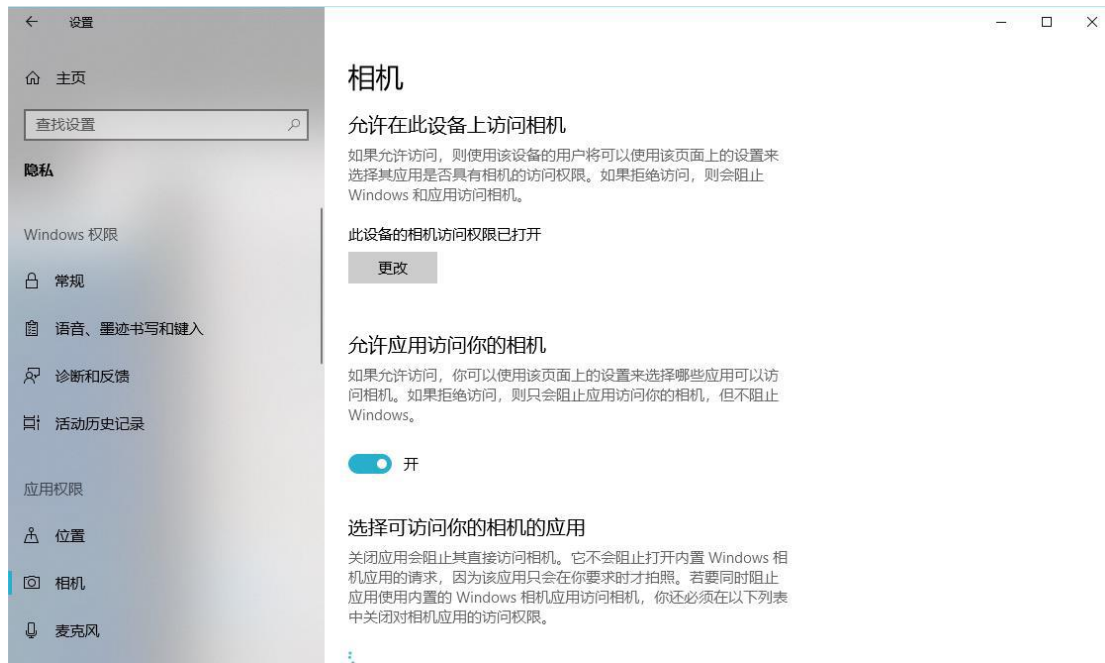 设置
主页
查找设置
隐私
Windows 权限
常规
语音、墨迹书写和键入
诊断和反馈
活动历史记录
应用权限
位置
相机
麦克风
相机
允许在此设备上访问相机
如果允许访问，则使用该设备的用户将可以使用该页面上的设置来
选择其应用是否具有相机的访问权限。如果拒绝访问，则会阻止
Windows 和应用访问相机。
此设备的相机访问权限已打开
更改
允许应用访问你的相机
如果允许访问，你可以使用该页面上的设置来选择哪些应用可以访
问相机。如果拒绝访问，则只会阻止应用访问你的相机，但不阻止
Windows。
开
选择可访问你的相机的应用
关闭应用会阻止其直接访问相机。它不会阻止打开内置 Windows 相
机应用的请求，因为该应用只会在你要求时才拍照。若要同时阻止
应用使用内置的 Windows 相机应用访问相机，你还必须在以下列表
中关闭对相机应用的访问权限。